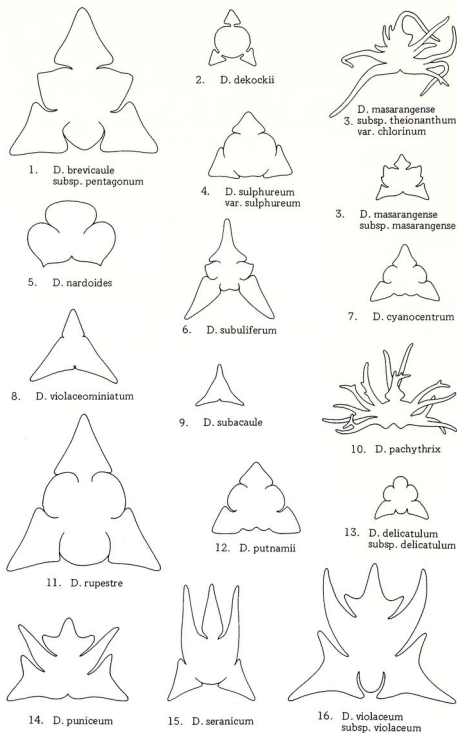 1. D. brevicaule
subsp. pentagonum
2. D. dekockii
D. masarangense
3. subsp. theionanthum
var. chlorinum
4. D. sulphureum
var. sulphureum
3. D. masarangense
subsp. masarangense
5. D. nardoides
6. D. subuliferum
7. D. cyanocentrum
8. D. violaceominiatum
9. D. subacaule
10. D. pachythrix
11. D. rupestre
12. D. putnamii
13. D. delicatulum
subsp. delicatulum
14. D. puniceum
15. D. seranicum
16. D. violaceum
subsp. violaceum